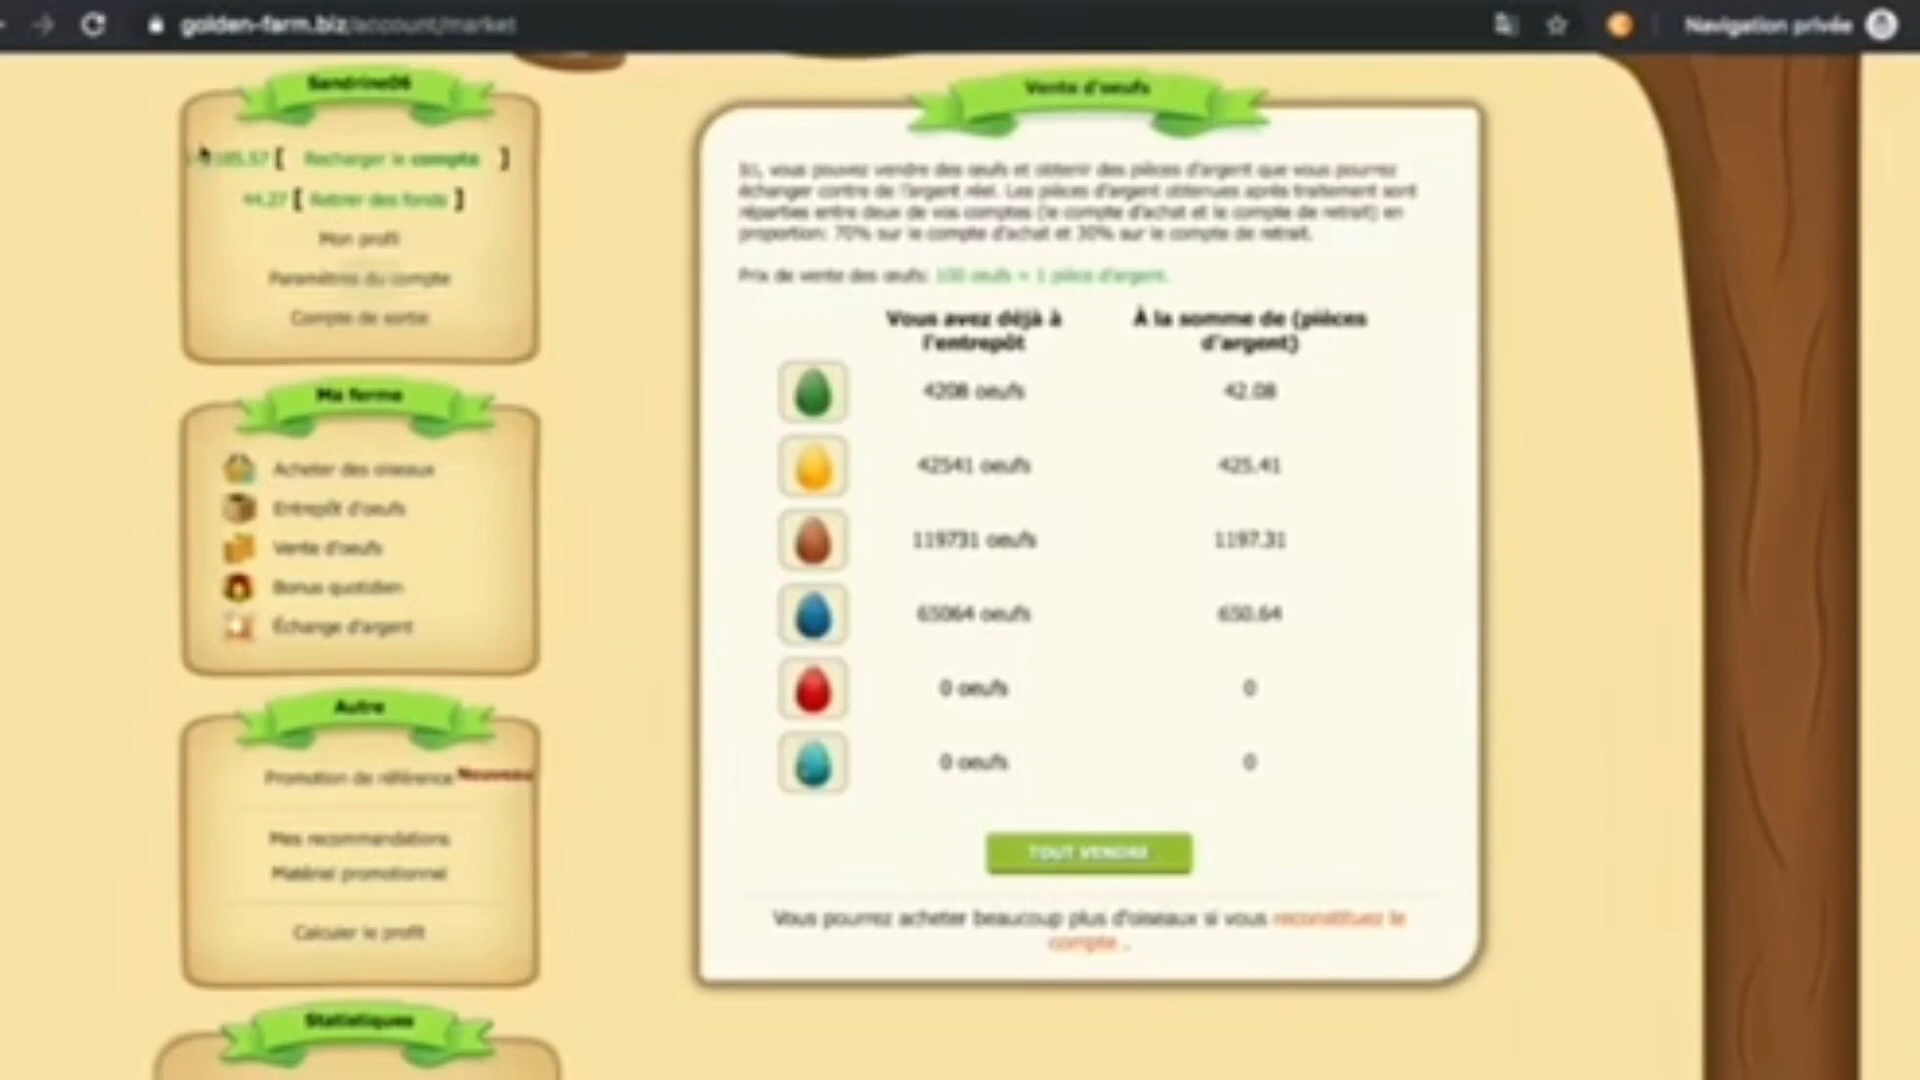 golden-farm.biz/account/market
Navigation privée
Sandrine06
185.57 [ Recharger le compte ]
44.27 [ Retirer des fonds ]
Mon profil
Paramètres du compte
Compte de sortie
Ma ferme
Acheter des oiseaux
Entrepôt d'oeufs
Vente d'oeufs
Bonus quotidien
Échange d'argent
Autre
Promotion de référence Nouveau
Mes recommandations
Matériel promotionnel
Calculer le profit
Statistiques
Vente d'oeufs
Ici, vous pouvez vendre des œufs et obtenir des pièces d'argent que vous pourrez
échanger contre de l'argent réel. Les pièces d'argent obtenues après traitement sont
réparties entre deux de vos comptes (le compte d'achat et le compte de retrait) en
proportion: 70% sur le compte d'achat et 30% sur le compte de retrait.
Prix de vente des œufs: 100 œufs = 1 pièce d'argent.
Vous avez déjà à À la somme de (pièces
l'entrepôt d'argent)
4208 oeufs 42.08
42541 oeufs 425.41
119731 oeufs 1197.31
65064 oeufs 650.64
0 oeufs 0
0 oeufs 0
TOUT VENDRE
Vous pourrez acheter beaucoup plus d'oiseaux si vous reconstituez le
compte .